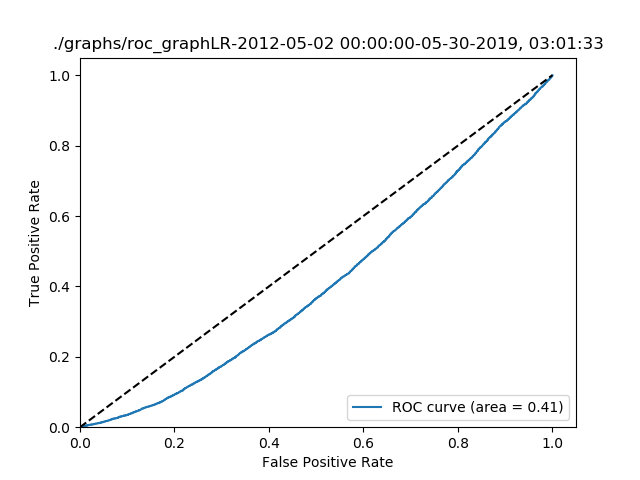 ./graphs/roc_graphLR-2012-05-02 00:00:00-05-30-2019, 03:01:33
1.0
0.8
0.6
0.4
0.2
0.0
True Positive Rate
ROC curve (area = 0.41)
0.0 0.2 0.4 0.6 0.8 1.0
False Positive Rate